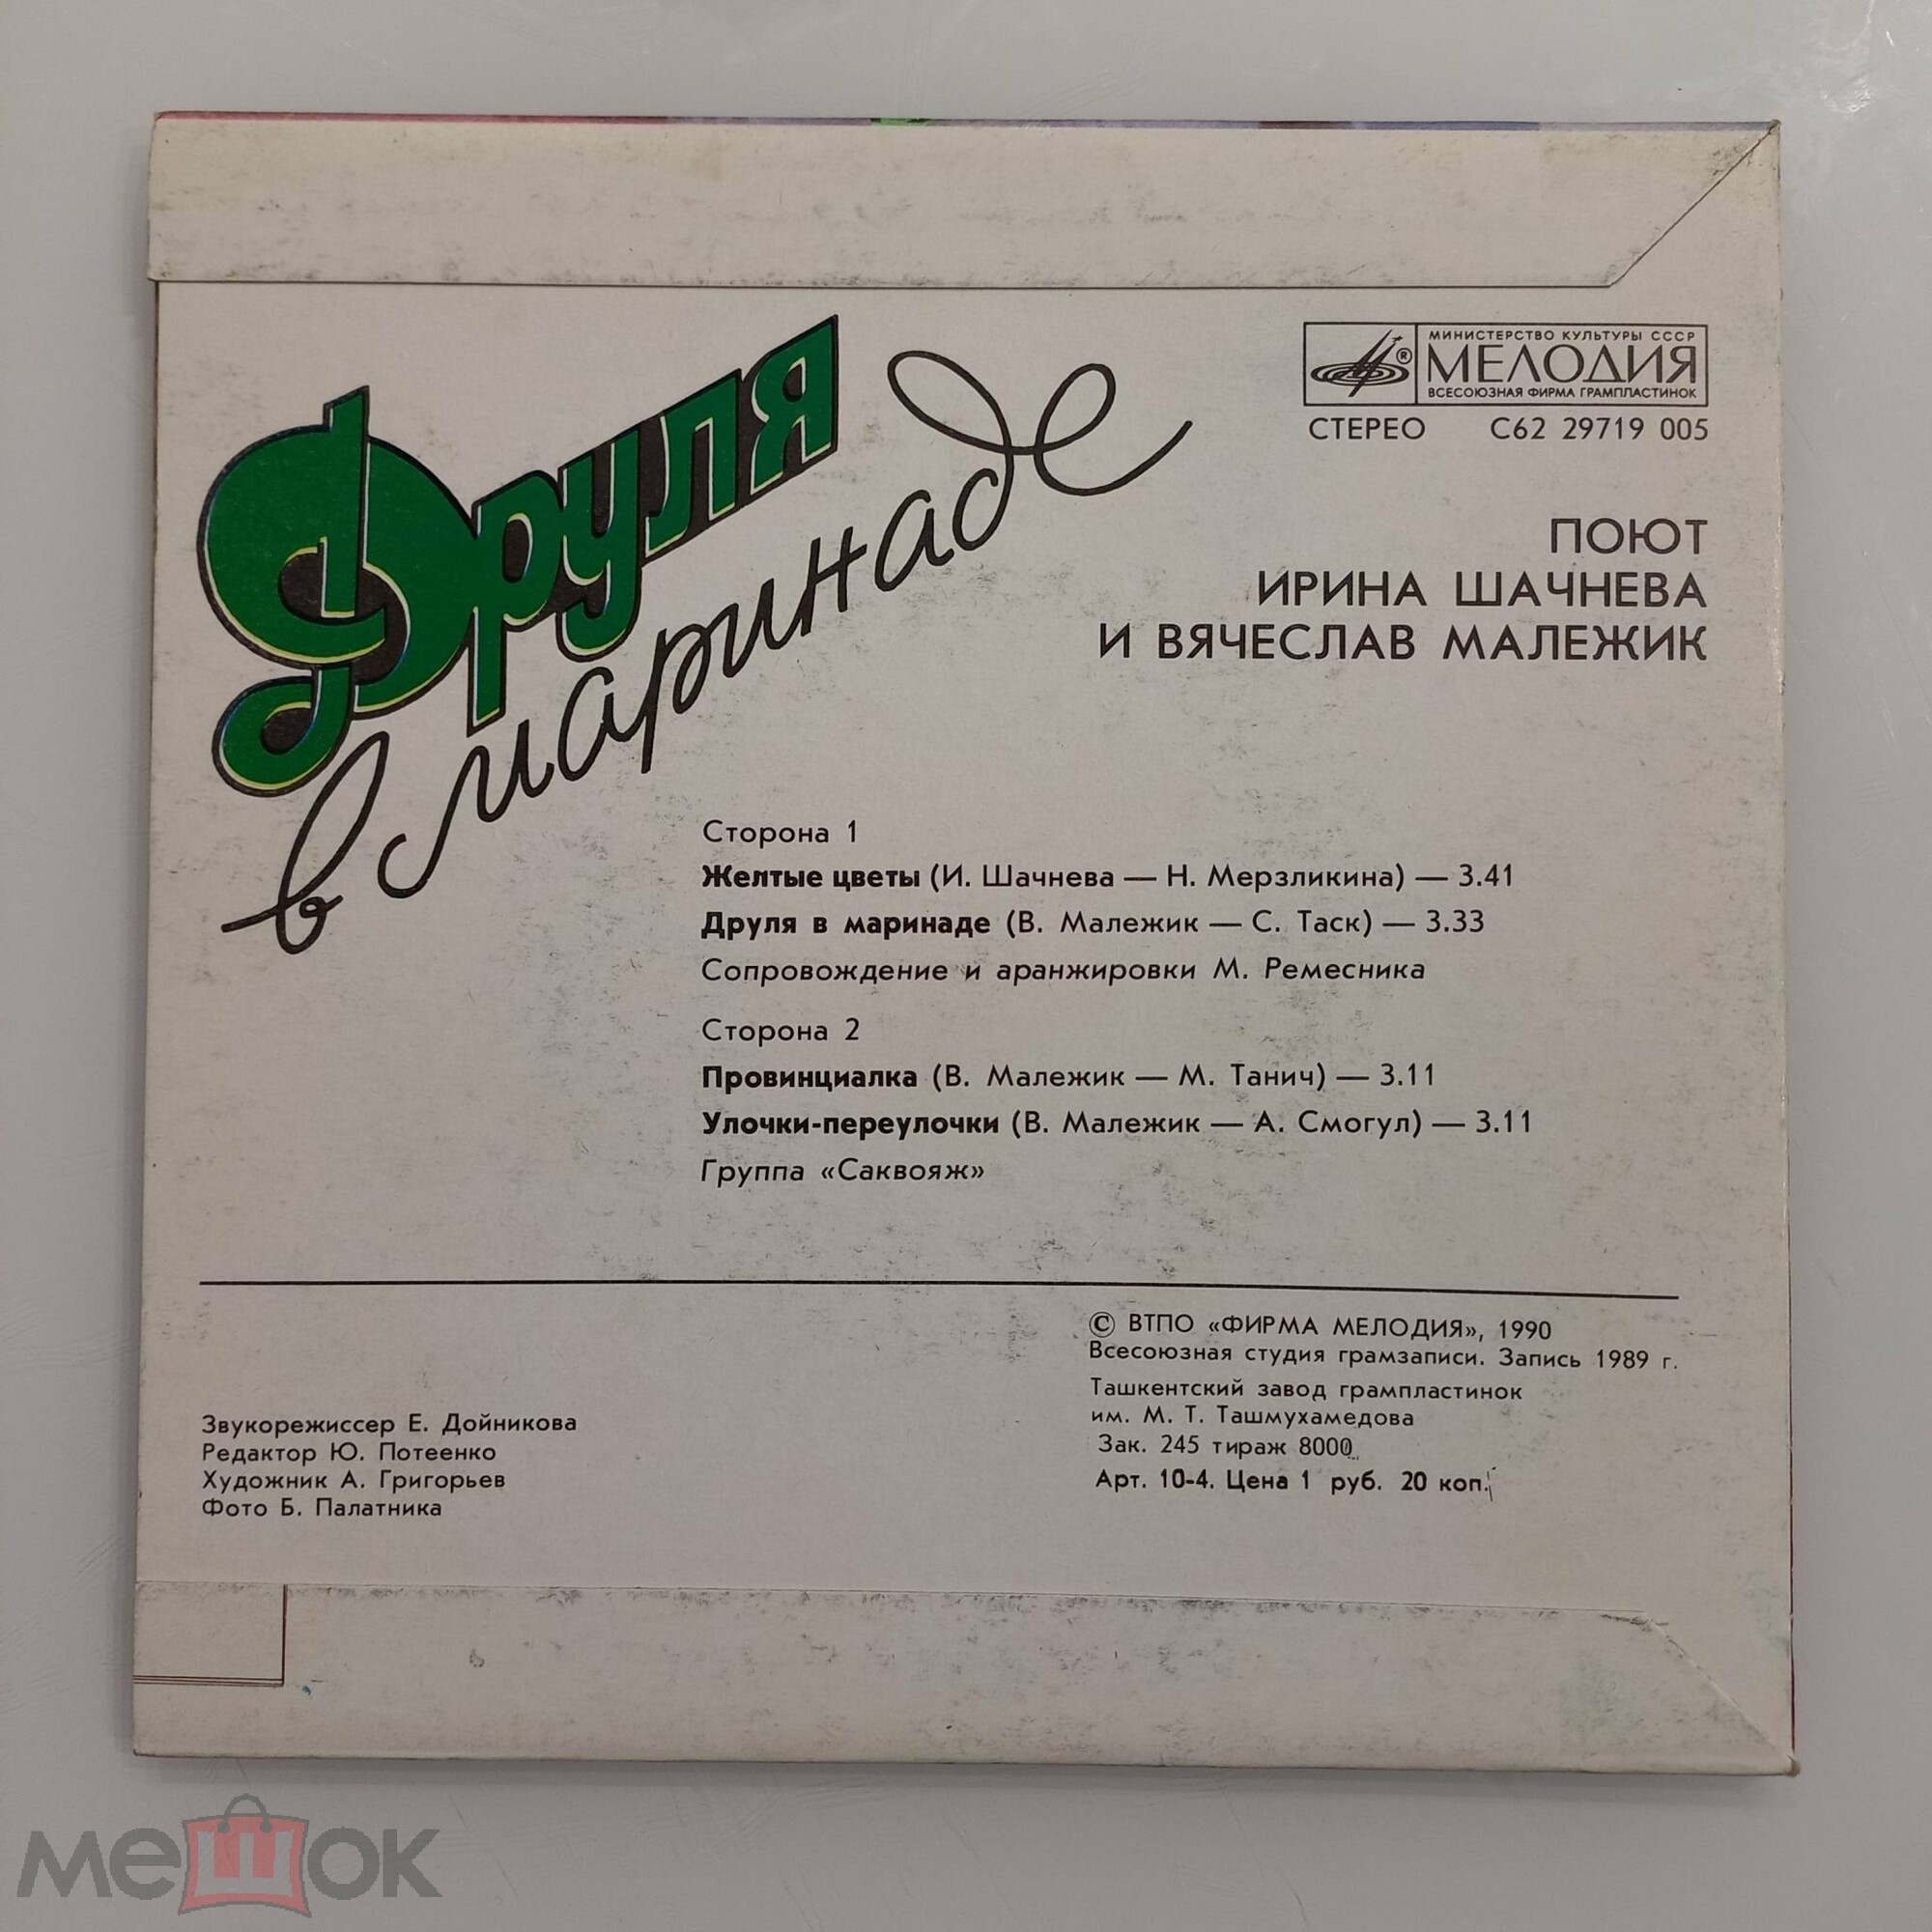 Друля
в маринаде
МИНИСТЕРСТВО КУЛЬТУРЫ СССР
® МЕЛОДИЯ
ВСЕСОЮЗНАЯ ФИРМА ГРАМПЛАСТИНОК
СТЕРЕО С62 29719 005
ПОЮТ
ИРИНА ШАЧНЕВА
И ВЯЧЕСЛАВ МАЛЕЖИК
Сторона 1
Желтые цветы (И. Шачнева — Н. Мерзликина) — 3.41
Друля в маринаде (В. Малежик — С. Таск) — 3.33
Сопровождение и аранжировки М. Ремесника
Сторона 2
Провинциалка (В. Малежик — М. Танич) — 3.11
Улочки-переулочки (В. Малежик — А. Смогул) — 3.11
Группа «Саквояж»
© ВТПО «ФИРМА МЕЛОДИЯ», 1990
Всесоюзная студия грамзаписи. Запись 1989 г.
Ташкентский завод грампластинок
им. М. Т. Ташмухамедова
Зак. 245 тираж 8000
Арт. 10-4. Цена 1 руб. 20 коп.
Звукорежиссер Е. Дойникова
Редактор Ю. Потеенко
Художник А. Григорьев
Фото Б. Палатника
мешок